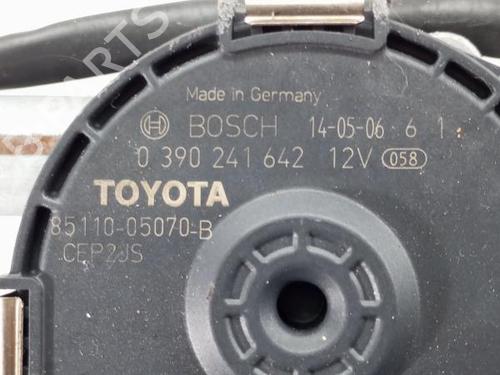 Made in Germany
BOSCH 14-05-06 6 1
0 390 241 642 12V 058
TOYOTA
85110-05070-B
CEP2JS
B-PARTS